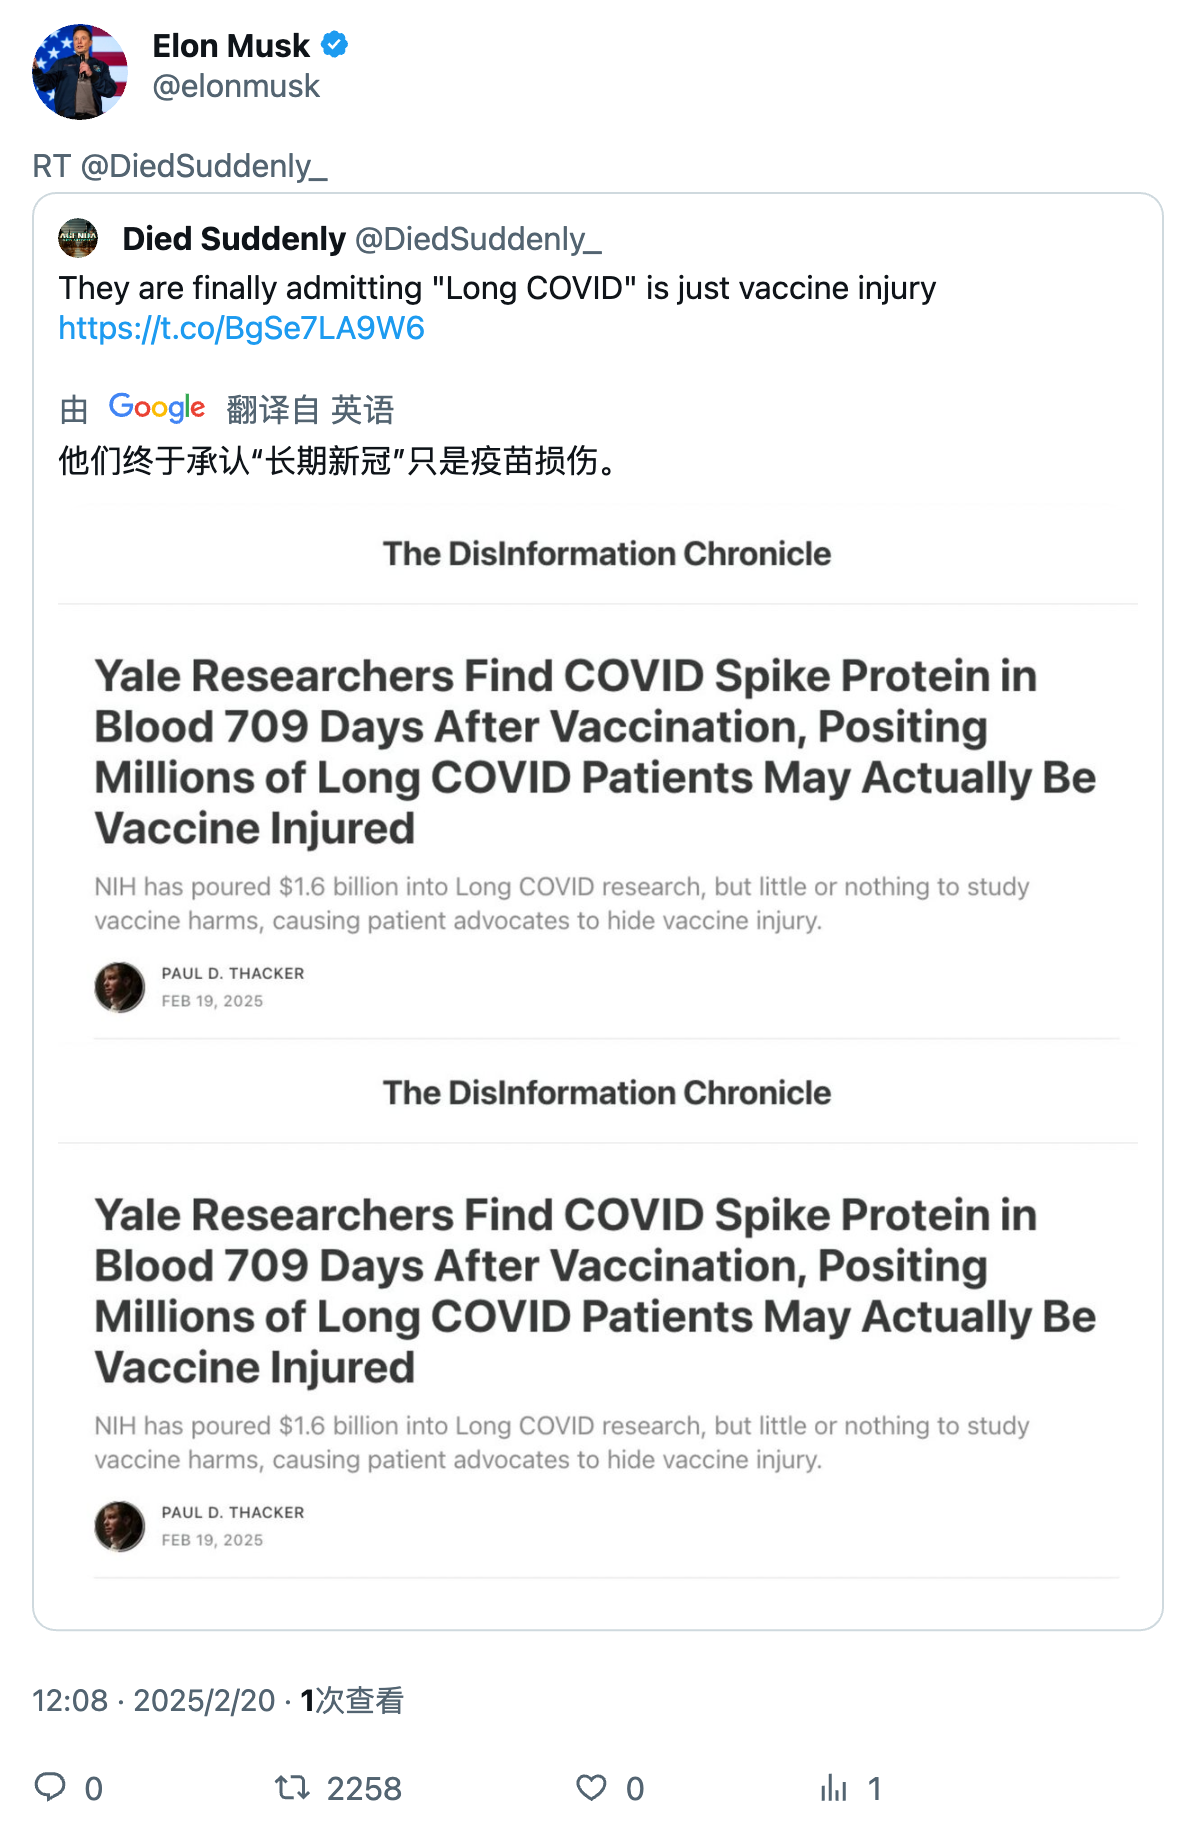 Elon Musk
@elonmusk
RT @DiedSuddenly_
Died Suddenly @DiedSuddenly_
They are finally admitting "Long COVID" is just vaccine injury
https://t.co/BgSe7LA9W6
由 Google 翻译自 英语
他们终于承认“长期新冠”只是疫苗损伤。
The DisInformation Chronicle
Yale Researchers Find COVID Spike Protein in
Blood 709 Days After Vaccination, Positing
Millions of Long COVID Patients May Actually Be
Vaccine Injured
NIH has poured $1.6 billion into Long COVID research, but little or nothing to study
vaccine harms, causing patient advocates to hide vaccine injury.
PAUL D. THACKER
FEB 19, 2025
The DisInformation Chronicle
Yale Researchers Find COVID Spike Protein in
Blood 709 Days After Vaccination, Positing
Millions of Long COVID Patients May Actually Be
Vaccine Injured
NIH has poured $1.6 billion into Long COVID research, but little or nothing to study
vaccine harms, causing patient advocates to hide vaccine injury.
PAUL D. THACKER
FEB 19, 2025
12:08 · 2025/2/20 · 1次查看
0 2258 0 1